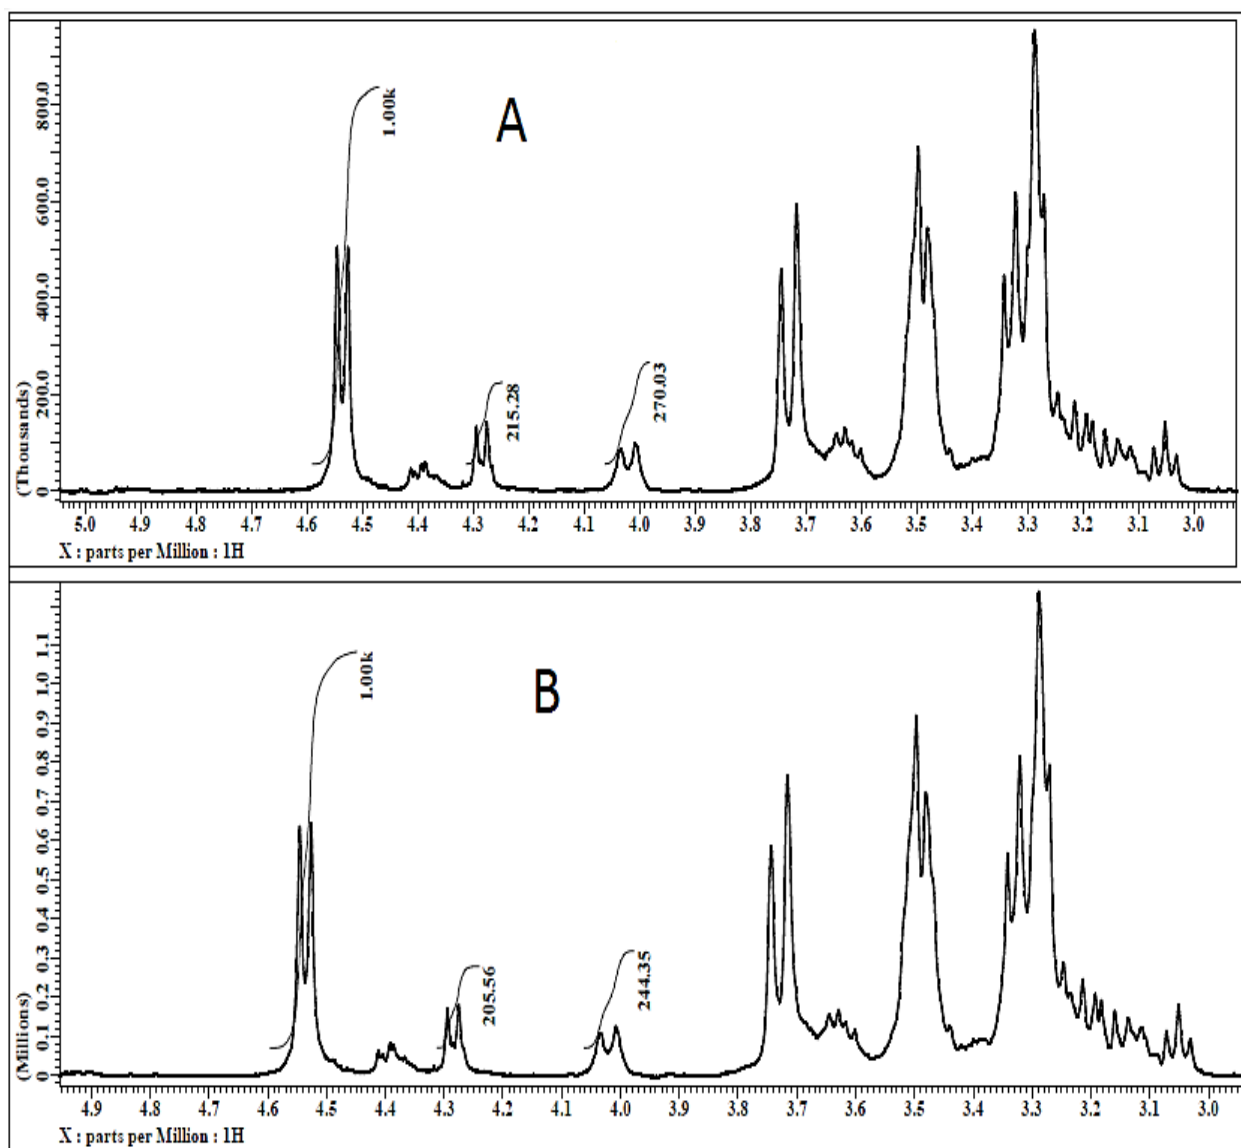 A
1.00k
215.28
270.03
(Thousands)
0 200.0 400.0 600.0 800.0
5.0 4.9 4.8 4.7 4.6 4.5 4.4 4.3 4.2 4.1 4.0 3.9 3.8 3.7 3.6 3.5 3.4 3.3 3.2 3.1 3.0
X : parts per Million : 1H
B
1.00k
205.56
244.35
(Millions)
0 0.1 0.2 0.3 0.4 0.5 0.6 0.7 0.8 0.9 1.0 1.1
4.9 4.8 4.7 4.6 4.5 4.4 4.3 4.2 4.1 4.0 3.9 3.8 3.7 3.6 3.5 3.4 3.3 3.2 3.1 3.0
X : parts per Million : 1H